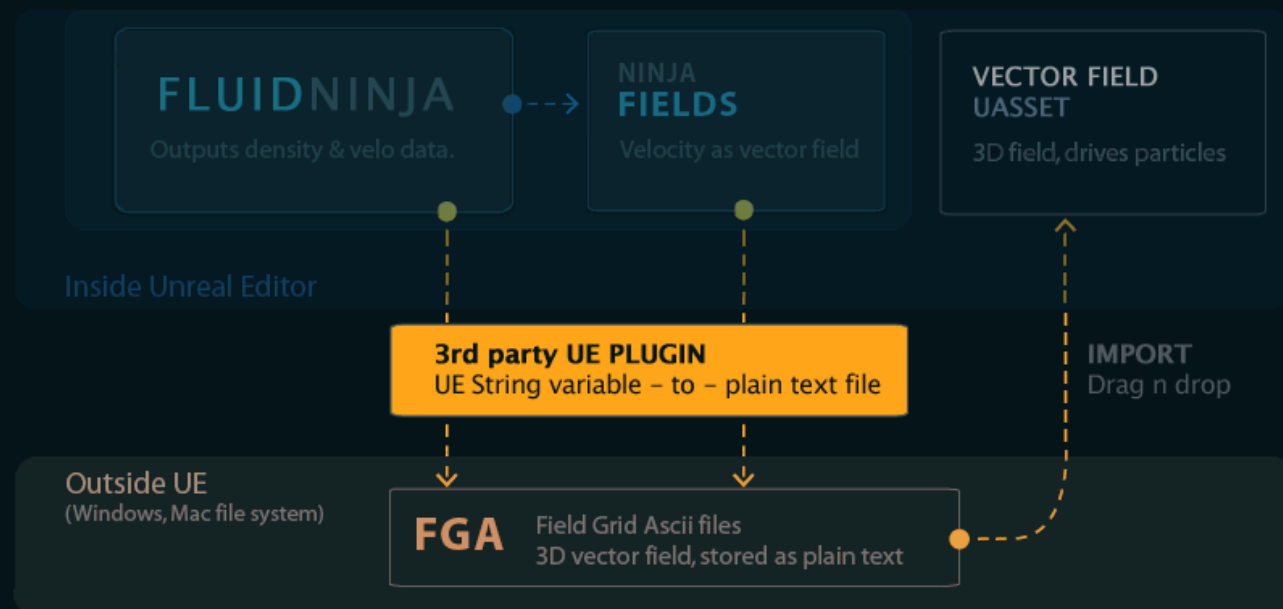 FLUIDNINJA
Outputs density & velo data.
NINJA
FIELDS
Velocity as vector field
VECTOR FIELD
UASSET
3D field, drives particles
Inside Unreal Editor
3rd party UE PLUGIN
UE String variable – to – plain text file
IMPORT
Drag n drop
Outside UE
(Windows, Mac file system)
FGA
Field Grid Ascii files
3D vector field, stored as plain text